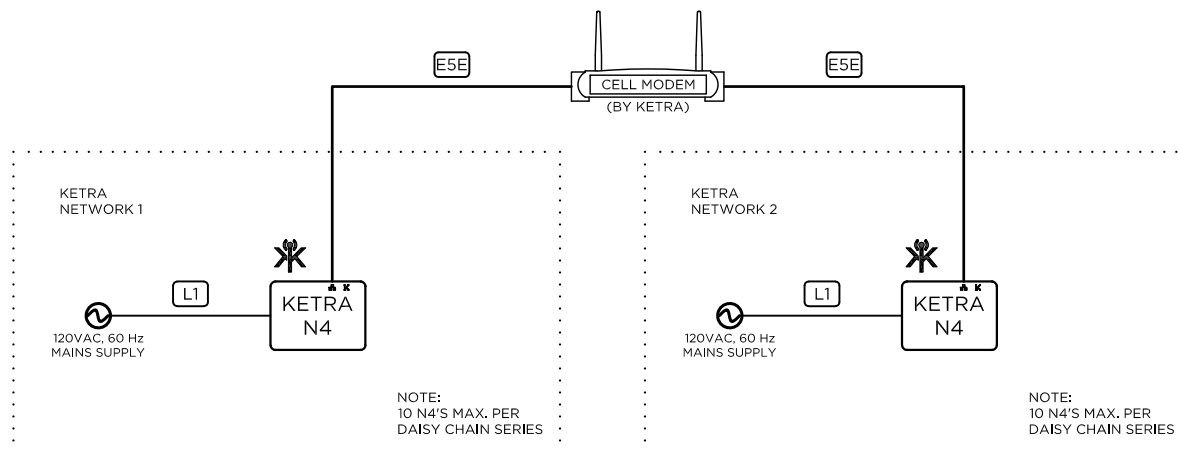 E5E
E5E
CELL MODEM
(BY KETRA)
KETRA
NETWORK 1
L1
KETRA
N4
120VAC, 60 Hz
MAINS SUPPLY
NOTE:
10 N4'S MAX. PER
DAISY CHAIN SERIES
KETRA
NETWORK 2
L1
KETRA
N4
120VAC, 60 Hz
MAINS SUPPLY
NOTE:
10 N4'S MAX. PER
DAISY CHAIN SERIES